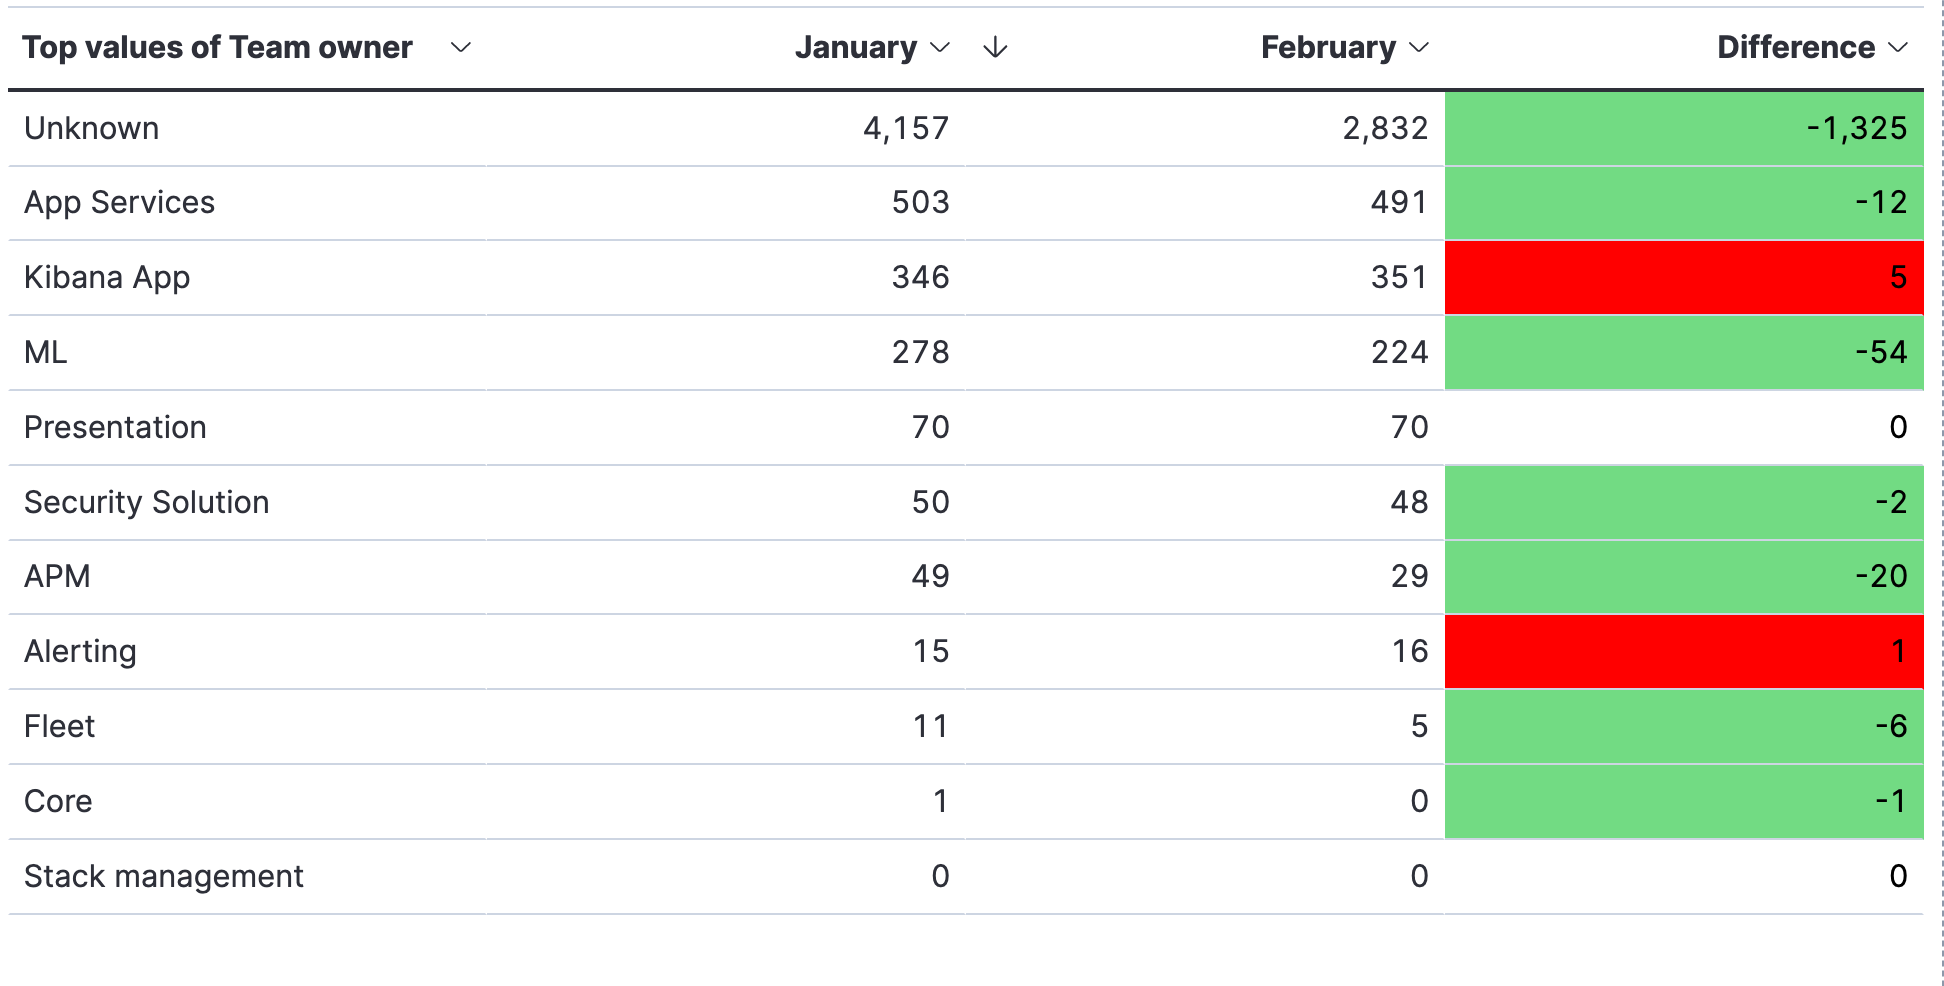 Top values of Team owner January February Difference
Unknown 4,157 2,832 -1,325
App Services 503 491 -12
Kibana App 346 351 5
ML 278 224 -54
Presentation 70 70 0
Security Solution 50 48 -2
APM 49 29 -20
Alerting 15 16 1
Fleet 11 5 -6
Core 1 0 -1
Stack management 0 0 0